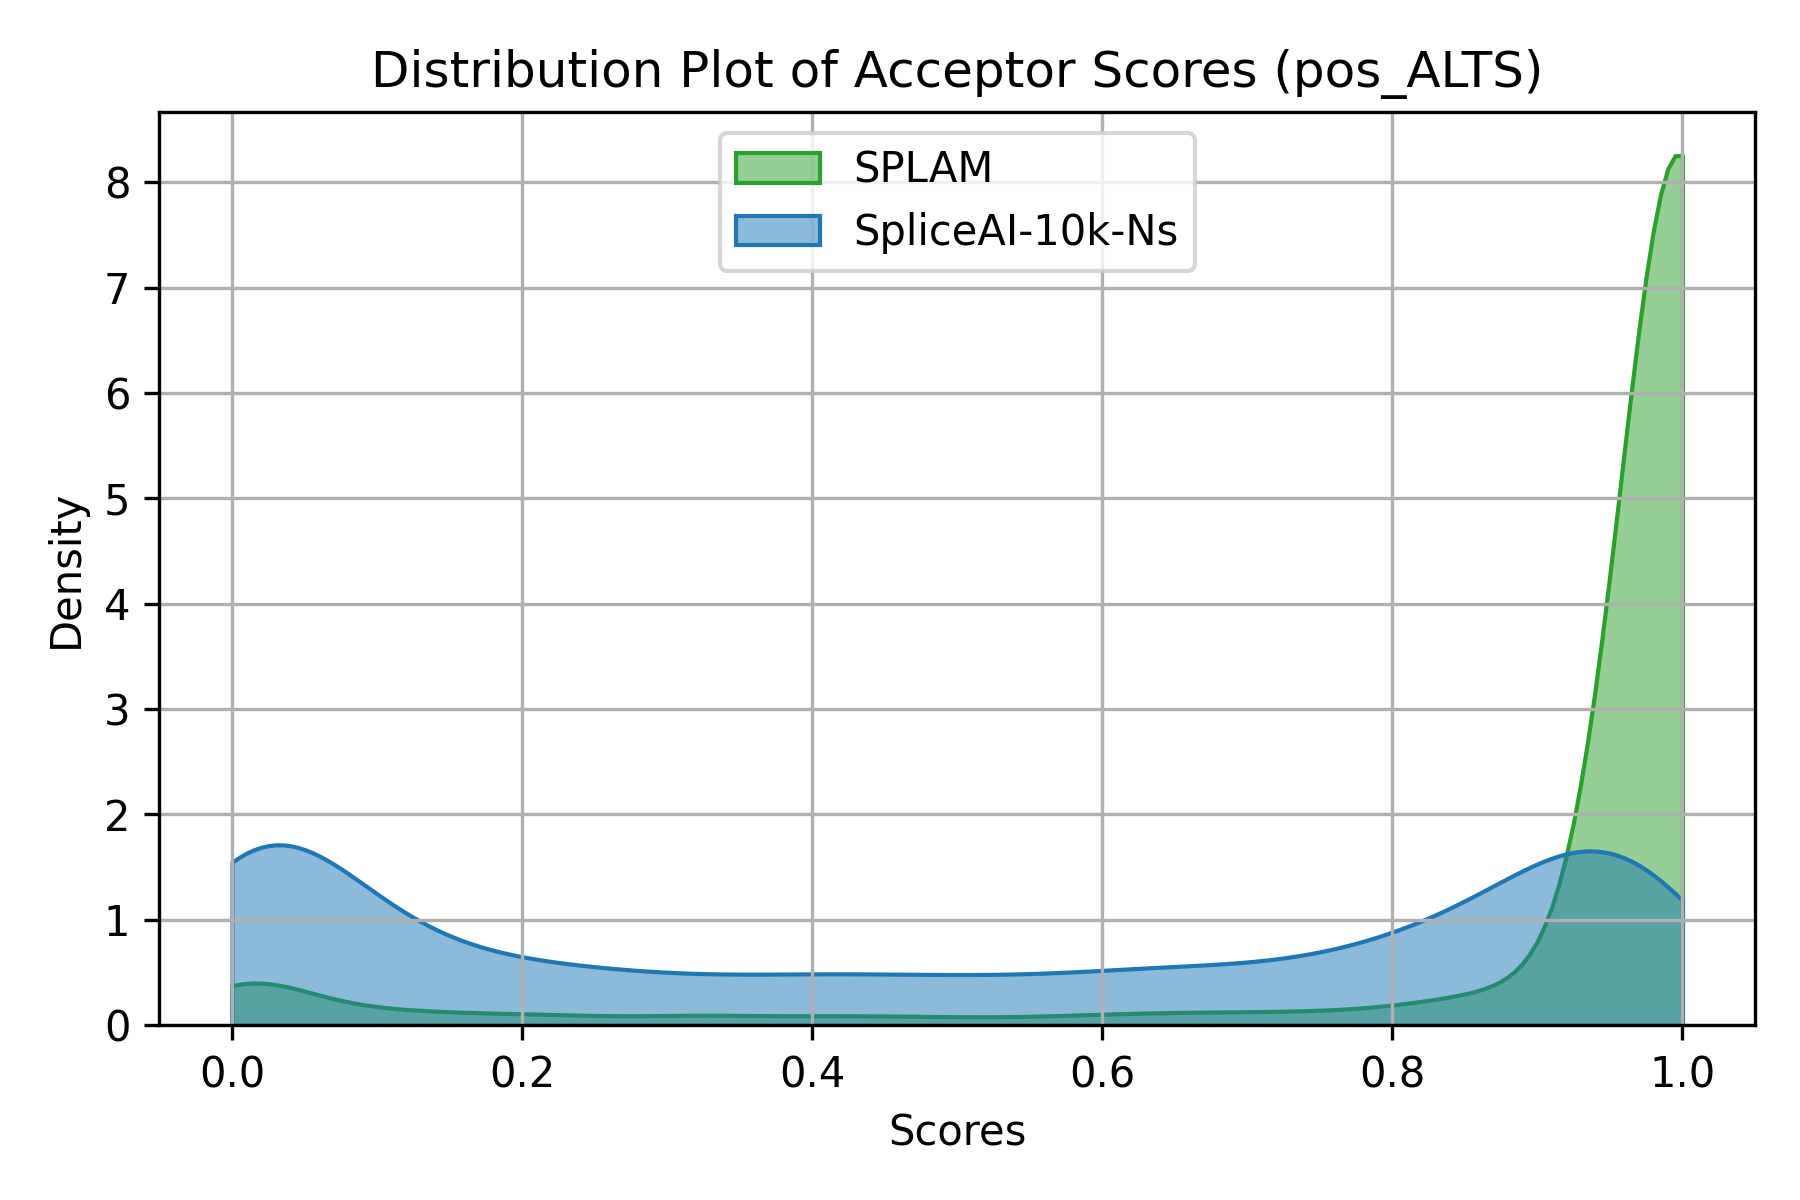 Distribution Plot of Acceptor Scores (pos_ALTS)
SPLAM
SpliceAI-10k-Ns
8
7
6
5
4
3
2
1
0
Density
0.0 0.2 0.4 0.6 0.8 1.0
Scores